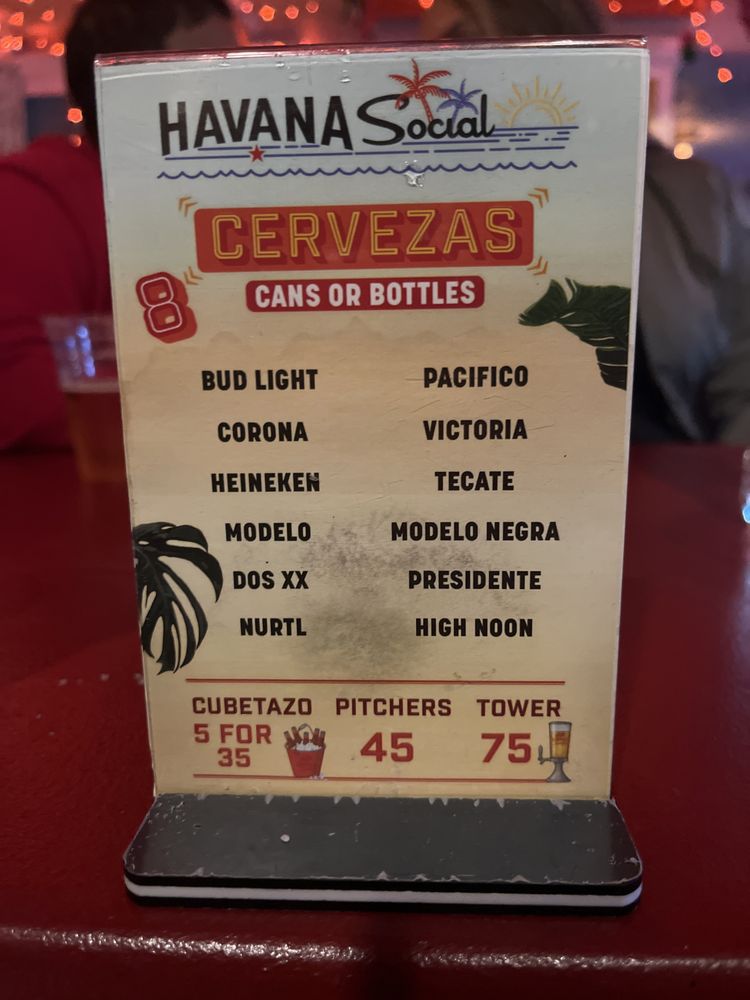 HAVANA Social
CERVEZAS
8
CANS OR BOTTLES
BUD LIGHT
PACIFICO
CORONA
VICTORIA
HEINEKEN
TECATE
MODELO
MODELO NEGRA
DOS XX
PRESIDENTE
NURTL
HIGH NOON
CUBETAZO
5 FOR
35
PITCHERS
45
TOWER
75